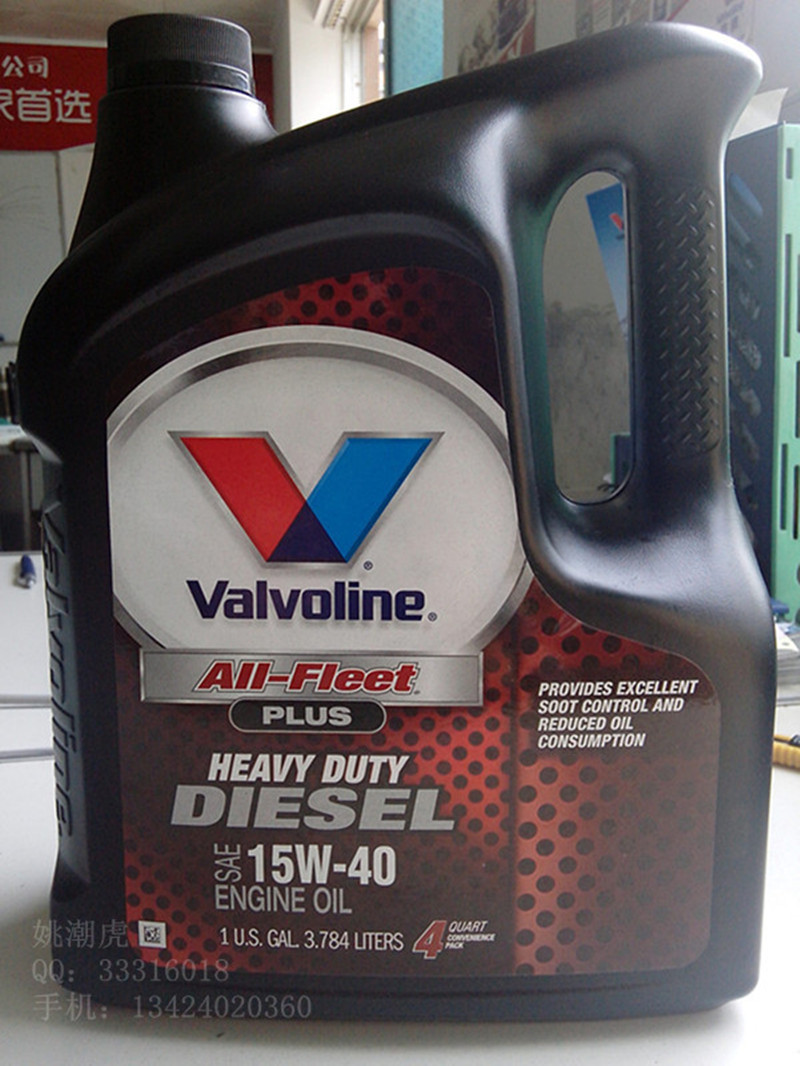 公司
首选
Valvoline
Valvoline
All-Fleet
PLUS
HEAVY DUTY
DIESEL
SAE 15W-40
ENGINE OIL
1 U.S. GAL. 3.784 LITERS
4 QUART
CONVENIENCE
PACK
PROVIDES EXCELLENT
SOOT CONTROL AND
REDUCED OIL
CONSUMPTION
姚潮虎
QQ: 33316018
手机: 13424020360